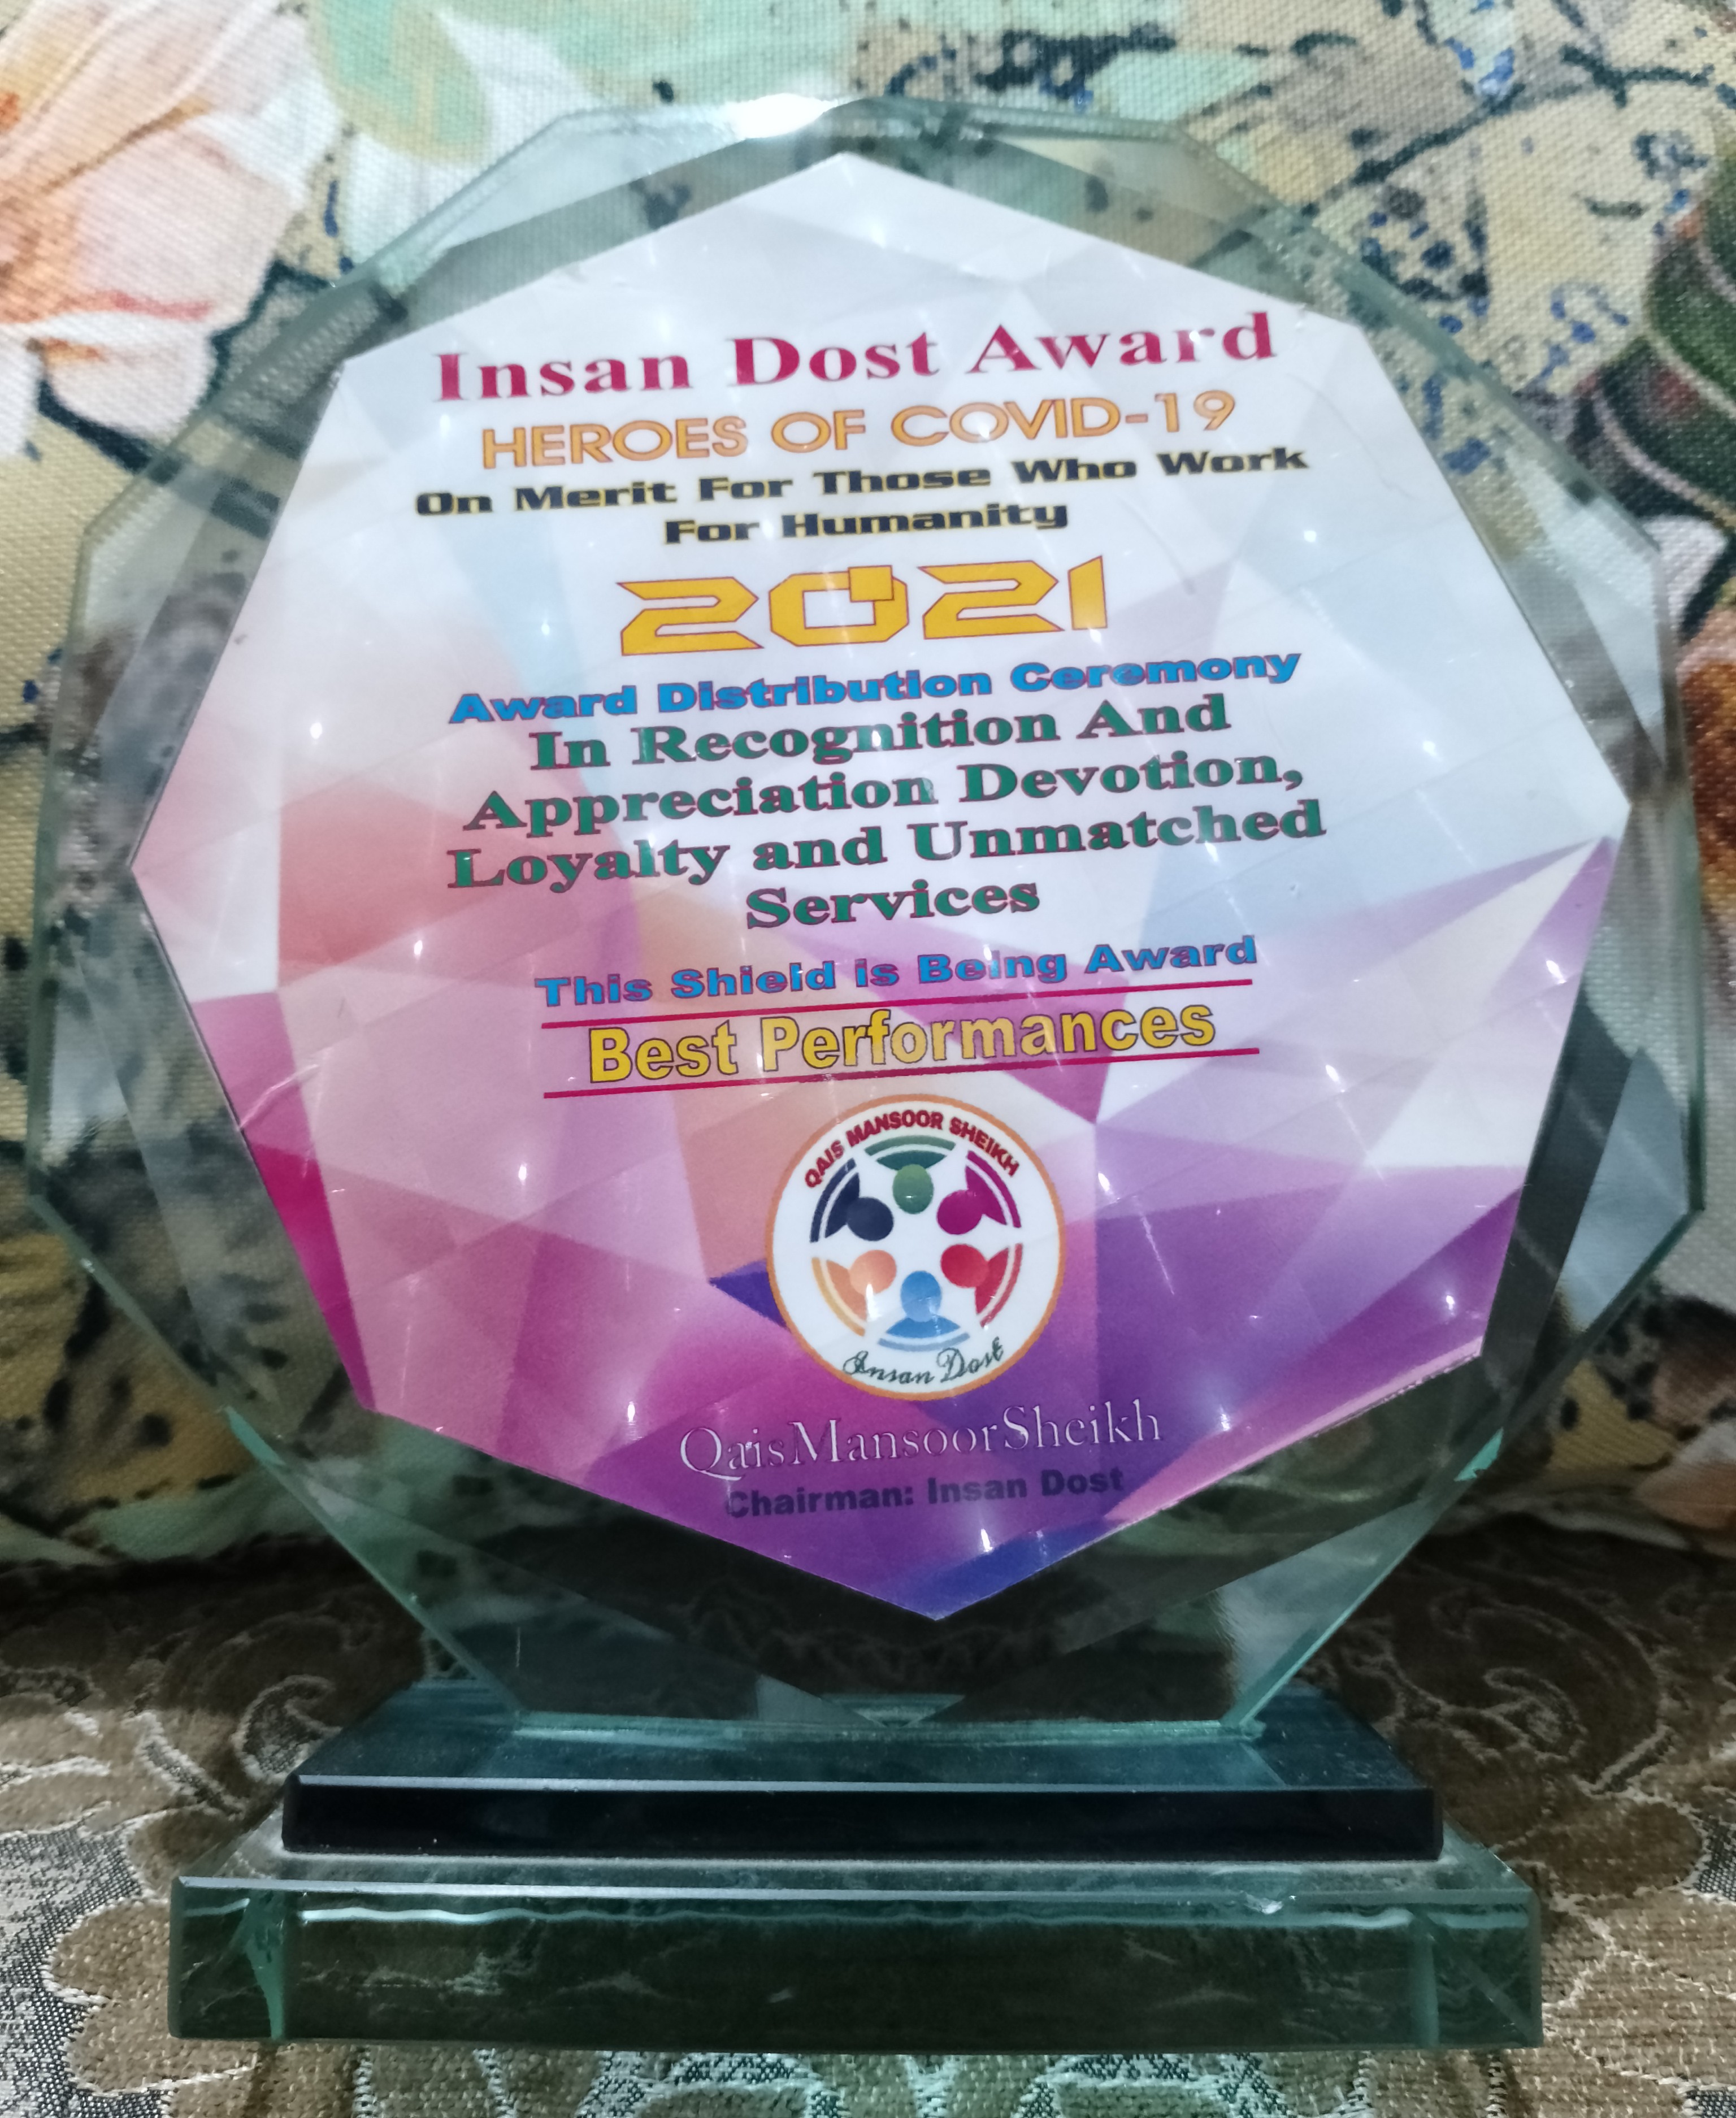 Insan Dost Award
HEROES OF COVID-19
On Merit For Those Who Work
For Humanity
2021
Award Distribution Ceremony
In Recognition And
Appreciation Devotion,
Loyalty and Unmatched
Services
This Shield is Being Award
Best Performances
QAIS MANSOOR SHEIKH
Insan Dost
QaisMansoorSheikh
Chairman: Insan Dost